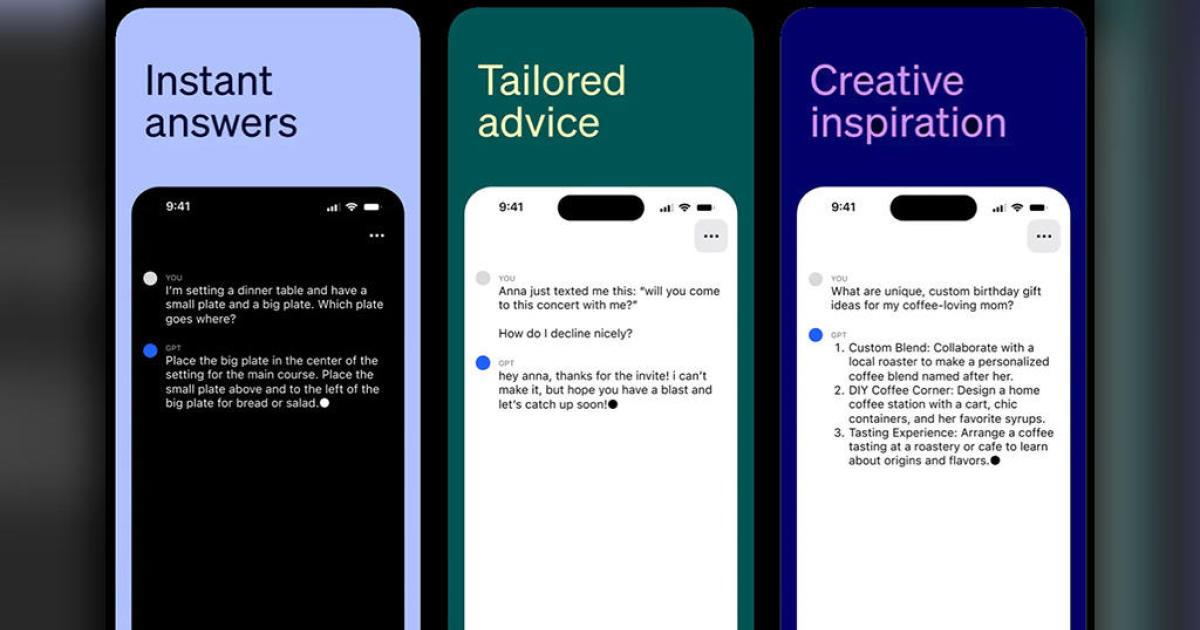 Instant
answers
9:41
YOU
I'm setting a dinner table and have a
small plate and a big plate. Which plate
goes where?
GPT
Place the big plate in the center of the
setting for the main course. Place the
small plate above and to the left of the
big plate for bread or salad.
Tailored
advice
9:41
YOU
Anna just texted me this: “will you come
to this concert with me?”
How do I decline nicely?
GPT
hey anna, thanks for the invite! i can't
make it, but hope you have a blast and
let's catch up soon!
Creative
inspiration
9:41
YOU
What are unique, custom birthday gift
ideas for my coffee-loving mom?
GPT
1. Custom Blend: Collaborate with a
local roaster to make a personalized
coffee blend named after her.
2. DIY Coffee Corner: Design a home
coffee station with a cart, chic
containers, and her favorite syrups.
3. Tasting Experience: Arrange a coffee
tasting at a roastery or cafe to learn
about origins and flavors.